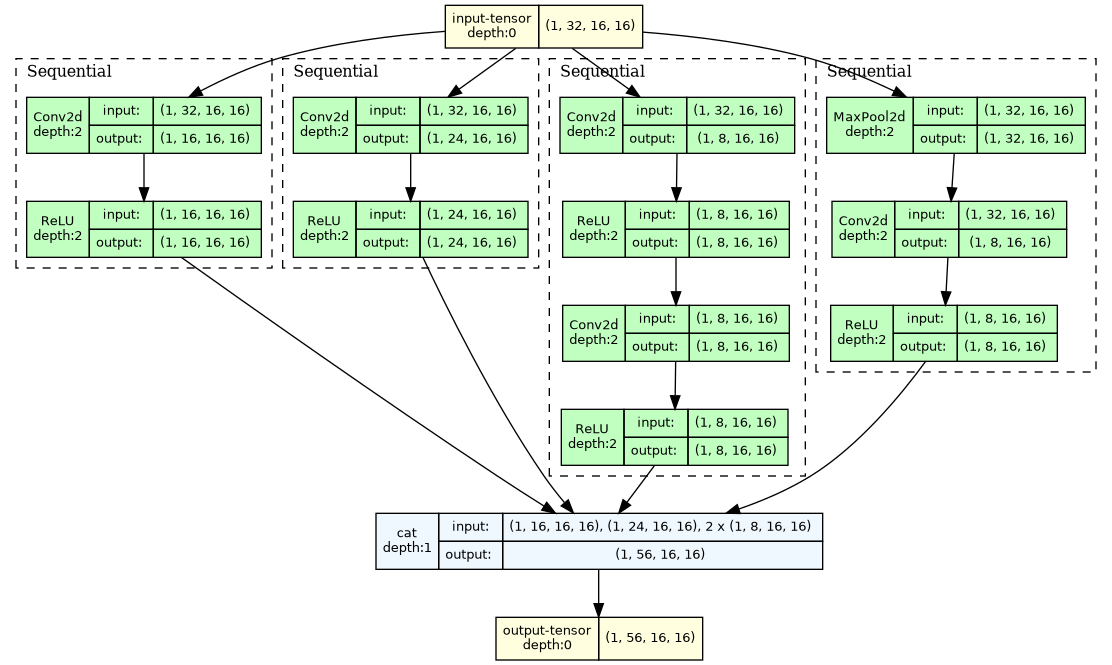 input-tensor
depth:0
(1, 32, 16, 16)
Sequential
Conv2d
depth:2
input:
(1, 32, 16, 16)
output:
(1, 16, 16, 16)
ReLU
depth:2
input:
(1, 16, 16, 16)
output:
(1, 16, 16, 16)
Sequential
Conv2d
depth:2
input:
(1, 32, 16, 16)
output:
(1, 24, 16, 16)
ReLU
depth:2
input:
(1, 24, 16, 16)
output:
(1, 24, 16, 16)
Sequential
Conv2d
depth:2
input:
(1, 32, 16, 16)
output:
(1, 8, 16, 16)
ReLU
depth:2
input:
(1, 8, 16, 16)
output:
(1, 8, 16, 16)
Conv2d
depth:2
input:
(1, 8, 16, 16)
output:
(1, 8, 16, 16)
ReLU
depth:2
input:
(1, 8, 16, 16)
output:
(1, 8, 16, 16)
Sequential
MaxPool2d
depth:2
input:
(1, 32, 16, 16)
output:
(1, 32, 16, 16)
Conv2d
depth:2
input:
(1, 32, 16, 16)
output:
(1, 8, 16, 16)
ReLU
depth:2
input:
(1, 8, 16, 16)
output:
(1, 8, 16, 16)
cat
depth:1
input:
(1, 16, 16, 16), (1, 24, 16, 16), 2 x (1, 8, 16, 16)
output:
(1, 56, 16, 16)
output-tensor
depth:0
(1, 56, 16, 16)